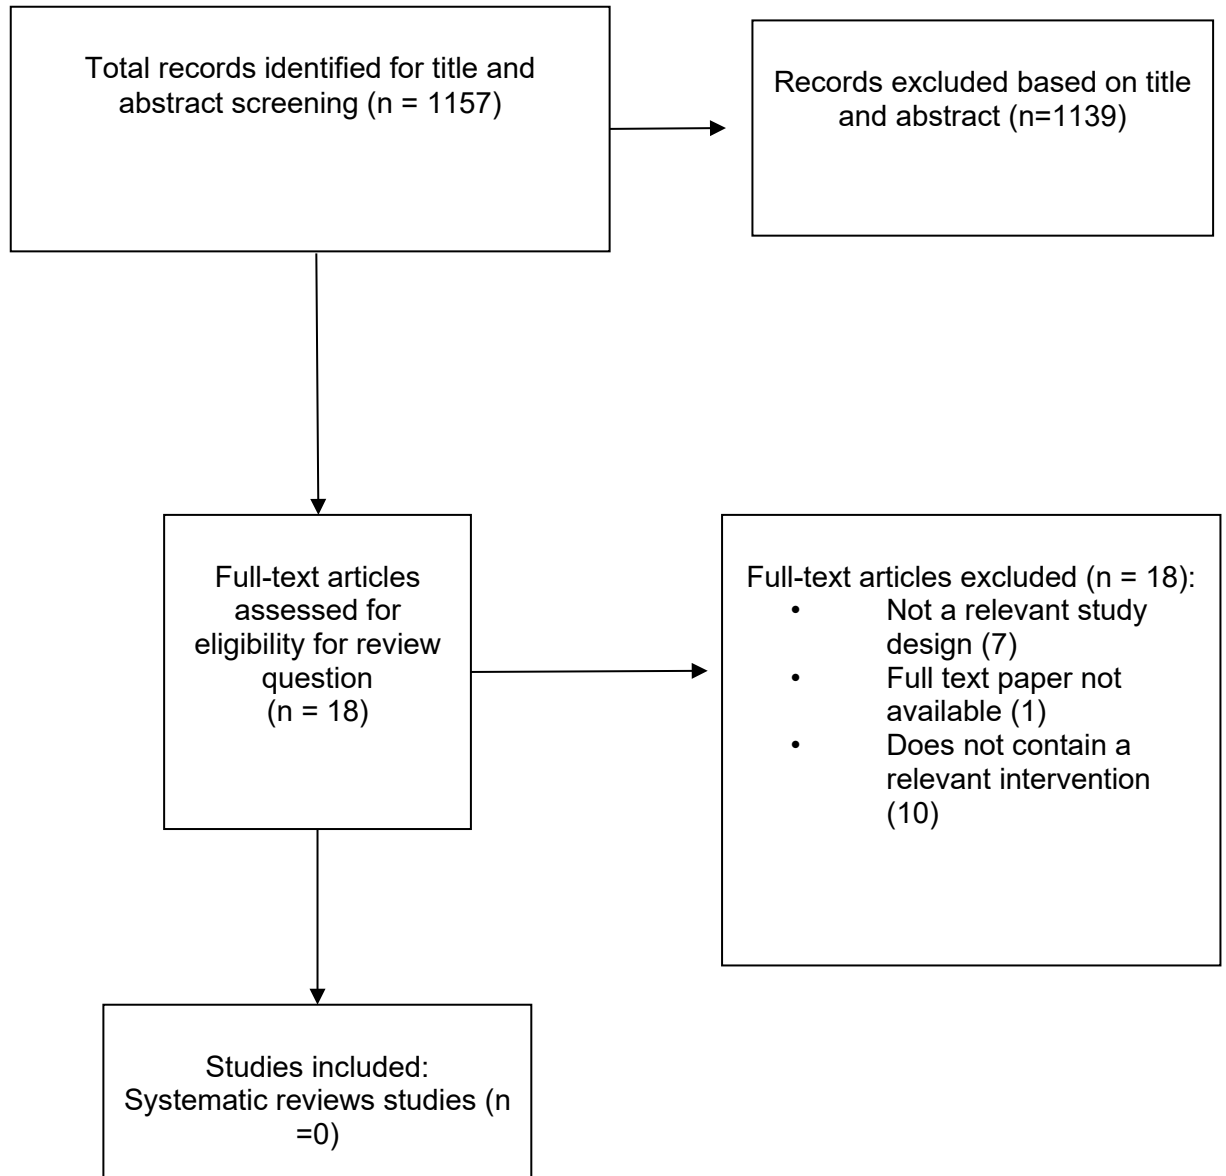 Total records identified for title and
abstract screening (n = 1157)
Records excluded based on title
and abstract (n=1139)
Full-text articles
assessed for
eligibility for review
question
(n = 18)
Full-text articles excluded (n = 18):
• Not a relevant study
design (7)
• Full text paper not
available (1)
• Does not contain a
relevant intervention
(10)
Studies included:
Systematic reviews studies (n
=0)